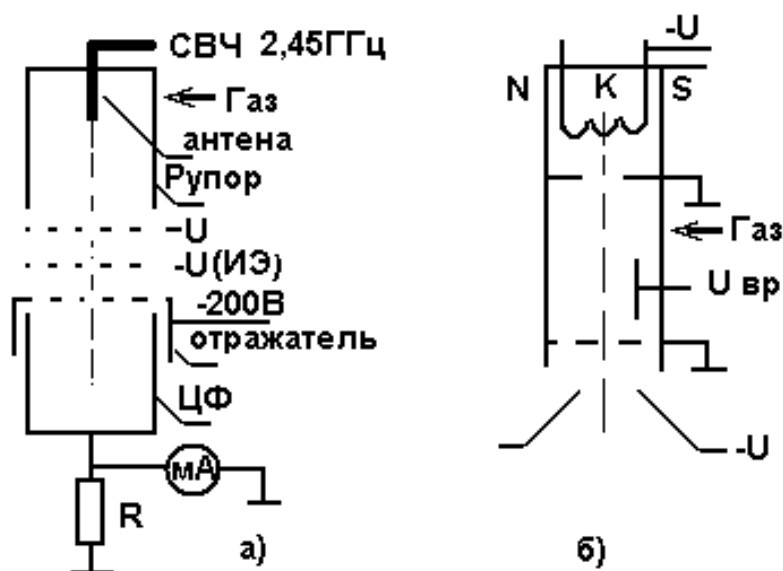 СВЧ 2,45ГГц
Газ
антена
Рупор
-U
-U(ИЭ)
-200В
отражатель
ЦФ
мА
R
а)
-U
N K S
Газ
U вр
-U
б)